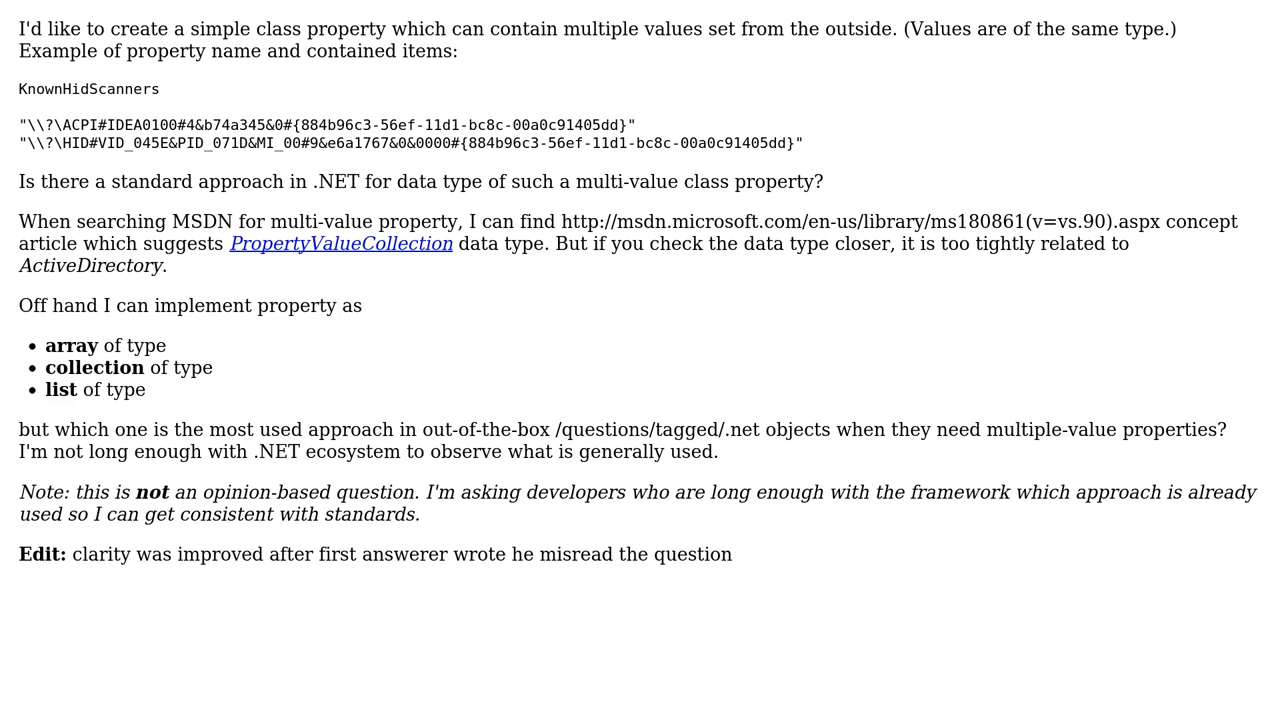 I'd like to create a simple class property which can contain multiple values set from the outside. (Values are of the same type.)
Example of property name and contained items:
KnownHidScanners
"\\?\ACPI#IDEA0100#4&b74a345&0#{884b96c3-56ef-11d1-bc8c-00a0c91405dd}"
"\\?\HID#VID_045E&PID_071D&MI_00#9&e6a1767&0&0000#{884b96c3-56ef-11d1-bc8c-00a0c91405dd}"
Is there a standard approach in .NET for data type of such a multi-value class property?
When searching MSDN for multi-value property, I can find http://msdn.microsoft.com/en-us/library/ms180861(v=vs.90).aspx concept
article which suggests PropertyValueCollection data type. But if you check the data type closer, it is too tightly related to
ActiveDirectory.
Off hand I can implement property as
• array of type
• collection of type
• list of type
but which one is the most used approach in out-of-the-box /questions/tagged/.net objects when they need multiple-value properties?
I'm not long enough with .NET ecosystem to observe what is generally used.
Note: this is not an opinion-based question. I'm asking developers who are long enough with the framework which approach is already
used so I can get consistent with standards.
Edit: clarity was improved after first answerer wrote he misread the question